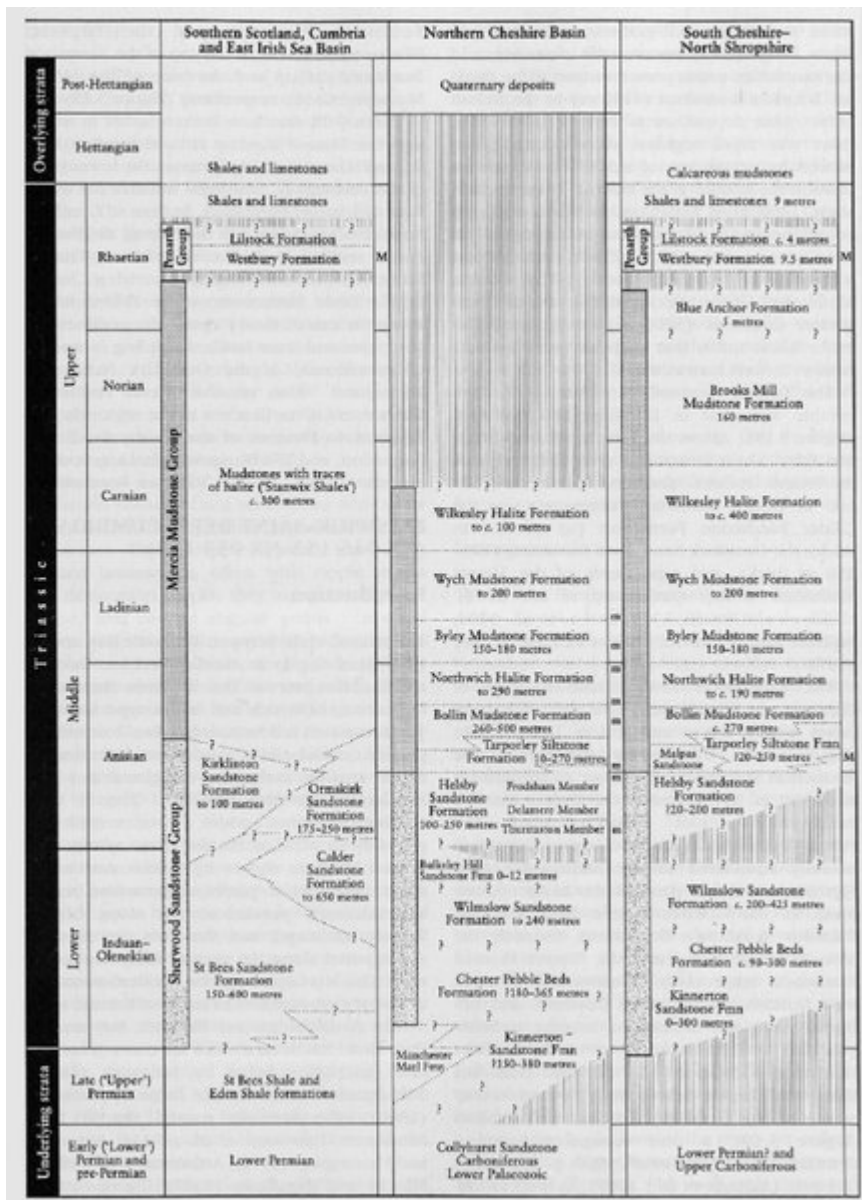 Southern Scotland, Cumbria
and East Irish Sea Basin
Northern Cheshire Basin
South Cheshire–
North Shropshire
Overlying strata
Post-Hettangian
Hettangian
Quaternary deposits
Shales and limestones
Calcareous mudstones
Triassic
Upper
Rhaetian
Norian
Carnian
Middle
Ladinian
Anisian
Lower
Induan–
Olenekian
Underlying strata
Late ('Upper')
Permian
Early ('Lower')
Permian and
pre-Permian
Shales and limestones
? ? ? ?
Penarth
Group
Lilstock Formation
Westbury Formation
M
? ? ? ?
Mercia Mudstone Group
Mudstones with traces
of halite ('Stanwix Shales')
c. 300 metres
Sherwood Sandstone Group
Kirklinton
Sandstone
Formation
to 100 metres
Ormskirk
Sandstone
Formation
175–250 metres
Calder
Sandstone
Formation
to 650 metres
St Bees Sandstone
Formation
St Bees Shale and
Eden Shale formations
Lower Permian
? ? ? ?
Wilkesley Halite Formation
to c. 100 metres
Wych Mudstone Formation
to 200 metres
Byley Mudstone Formation
150–180 metres
m
Northwich Halite Formation
to 290 metres
m
Bollin Mudstone Formation
260–500 metres
m
Tarporley Siltstone
Formation 10–270 metres
m
Helsby
Sandstone
Formation
100–250 metres
Frodsham Member
Delamere Member
Thurstaston Member
m
Bulkeley Hill
Sandstone Fmn 0–12 metres
Wilmslow Sandstone
Formation to 240 metres
Chester Pebble Beds
Formation ?180–365 metres
Manchester
Marl Fmn
Kinnerton
Sandstone Fmn
?150–380 metres
Collyhurst Sandstone
Carboniferous
Lower Palaeozoic
Shales and limestones 9 metres
? ? ? ?
Penarth
Group
Lilstock Formation c. 4 metres
Westbury Formation 9.5 metres
M
? ? ? ?
Blue Anchor Formation
? ? ?
Brooks Mill
Mudstone Formation
160 metres
Wilkesley Halite Formation
to c. 400 metres
Wych Mudstone Formation
to 200 metres
Byley Mudstone Formation
150–180 metres
Northwich Halite Formation
to c. 190 metres
Bollin Mudstone Formation
c. 270 metres
Malpas
Sandstone
Tarporley Siltstone Fmn
?20–250 metres
M
Helsby Sandstone
Formation
?20–200 metres
Wilmslow Sandstone
Formation c. 200–425 metres
Chester Pebble Beds
Formation c. 90–300 metres
Kinnerton
Sandstone Fmn
0–300 metres
Lower Permian? and
Upper Carboniferous